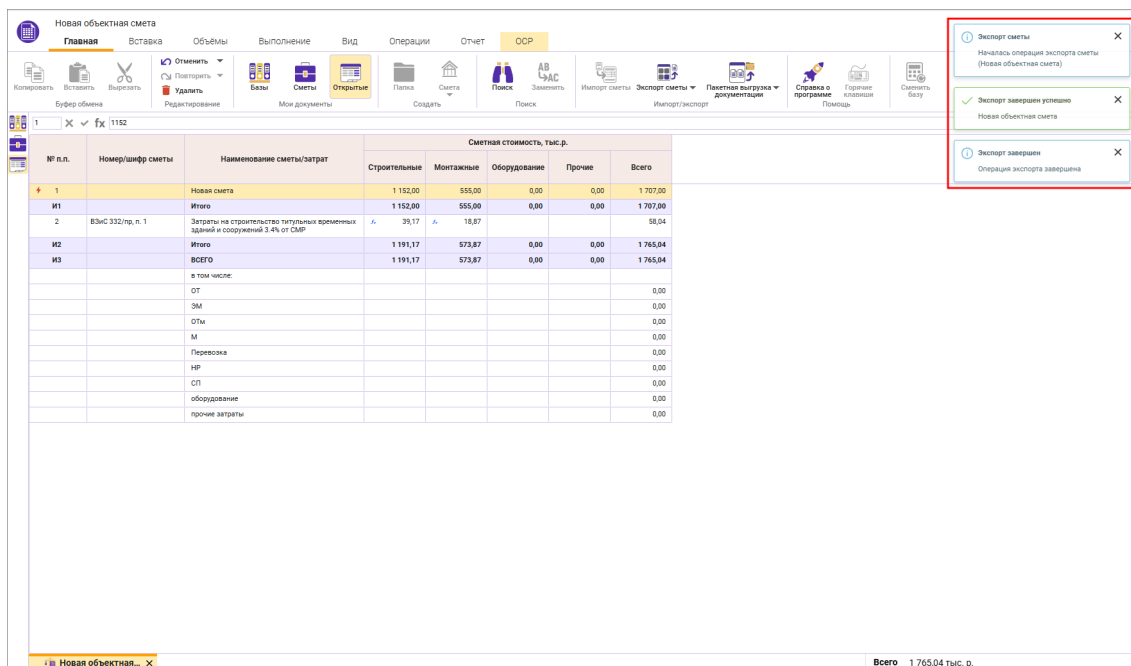 Новая объектная смета
Главная Вставка Объёмы Выполнение Вид Операции Отчет ОСР
Копировать Вставить Вырезать
Отменить
Повторить
Удалить
Базы Сметы Открытые
Папка Смета
Поиск
AB
AC
Заменить
Импорт сметы Экспорт сметы Пакетная выгрузка документации
Справка о программе Горячие клавиши
Сменить базу
Буфер обмена Редактирование Мои документы Создать Поиск Импорт/экспорт Помощь
1 fx 1152
Сметная стоимость, тыс.р.
№ п.п. Номер/шифр сметы Наименование сметы/затрат
Строительные Монтажные Оборудование Прочие Всего
1 Новая смета 1 152,00 555,00 0,00 0,00 1 707,00
И1 Итого 1 152,00 555,00 0,00 0,00 1 707,00
2 ВЗиС 332/пр, п. 1 Затраты на строительство титульных временных 39,17 18,87 58,04
зданий и сооружений 3.4% от СМР
И2 Итого 1 191,17 573,87 0,00 0,00 1 765,04
И3 ВСЕГО 1 191,17 573,87 0,00 0,00 1 765,04
в том числе:
ОТ 0,00
ЭМ 0,00
ОТм 0,00
М 0,00
Перевозка 0,00
НР 0,00
СП 0,00
оборудование 0,00
прочие затраты 0,00
Экспорт сметы
Началась операция экспорта сметы
(Новая объектная смета)
Экспорт завершен успешно
Новая объектная смета
Экспорт завершен
Операция экспорта завершена
Новая объектная...
Всего 1 765,04 тыс. р.